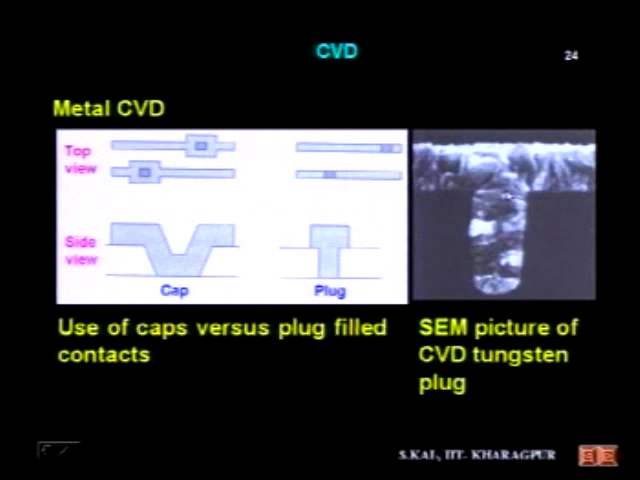 CVD
24
Metal CVD
Top
view
Side
view
Cap
Plug
Use of caps versus plug filled
contacts
SEM picture of
CVD tungsten
plug
S.KAL, IIT- KHARAGPUR